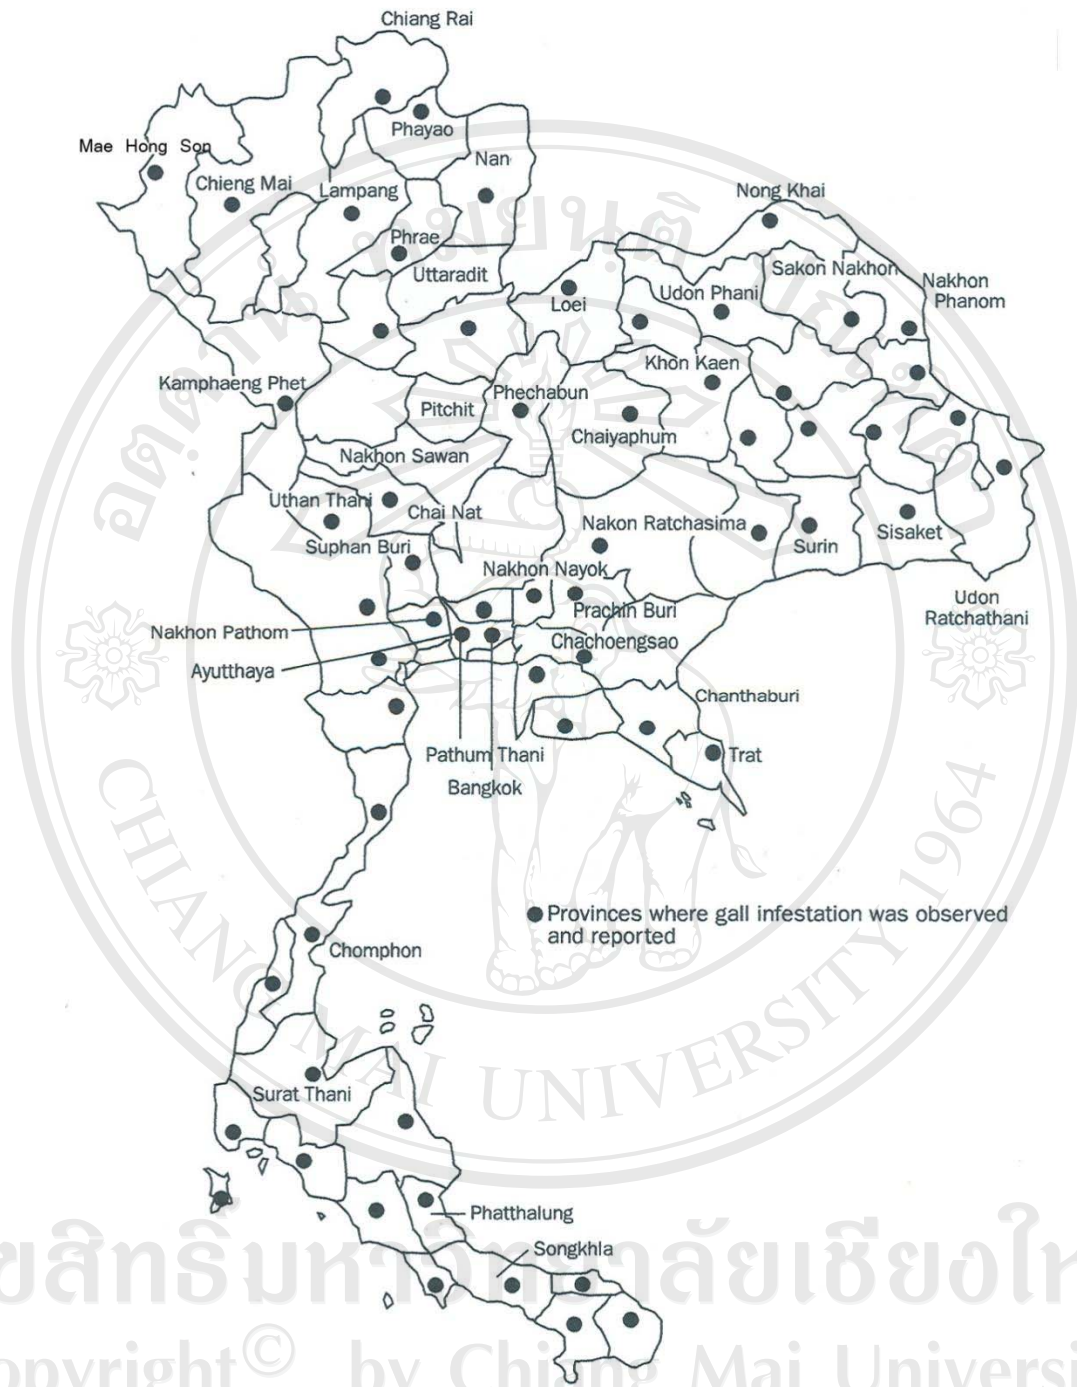 Chiang Rai
Phayao
Mae Hong Son
Nan
Chieng Mai
Lampang
Nong Khai
Phrae
Uttaradit
Sakon Nakhon
Nakhon
Phanom
Udon Phani
Loei
Khon Kaen
Kamphaeng Phet
Phechabun
Pitchit
Chaiyaphum
Nakhon Sawan
Uthan Thani
Chai Nat
Nakon Ratchasima
Surin
Sisaket
Suphan Buri
Nakhon Nayok
Udon
Ratchathani
Prachin Buri
Nakhon Pathom
Chachoengsao
Ayutthaya
Chanthaburi
Pathum Thani
Trat
Bangkok
Provinces where gall infestation was observed
and reported
Chomphon
Surat Thani
Phatthalung
Songkhla
CHIANG MAI UNIVERSITY 1964
ขสิทธิมหาวิทยาลัยเชียงให
opyright© by Chiang Mai Universi